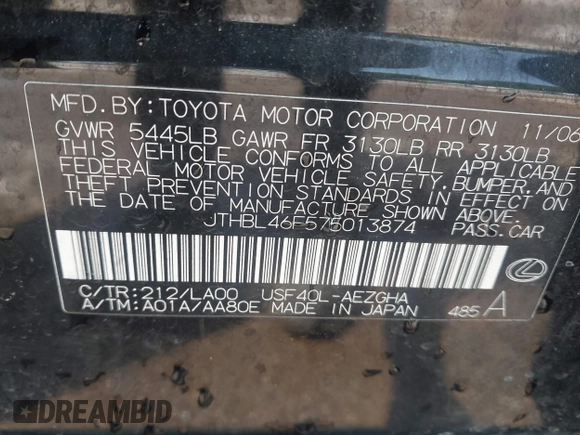 MFD. BY: TOYOTA MOTOR CORPORATION 11/06
GVWR 5445LB GAWR FR 3130LB RR 3130LB
THIS VEHICLE CONFORMS TO ALL APPLICABLE
FEDERAL MOTOR VEHICLE SAFETY, BUMPER, AND
THEFT PREVENTION STANDARDS IN EFFECT ON
THE DATE OF MANUFACTURE SHOWN ABOVE.
JTHBL46F575013874 PASS. CAR
C/TR: 212/LA00 USF40L-AEZGHA
A/TM: A01A/AA80E MADE IN JAPAN 485 A
DREAMBID